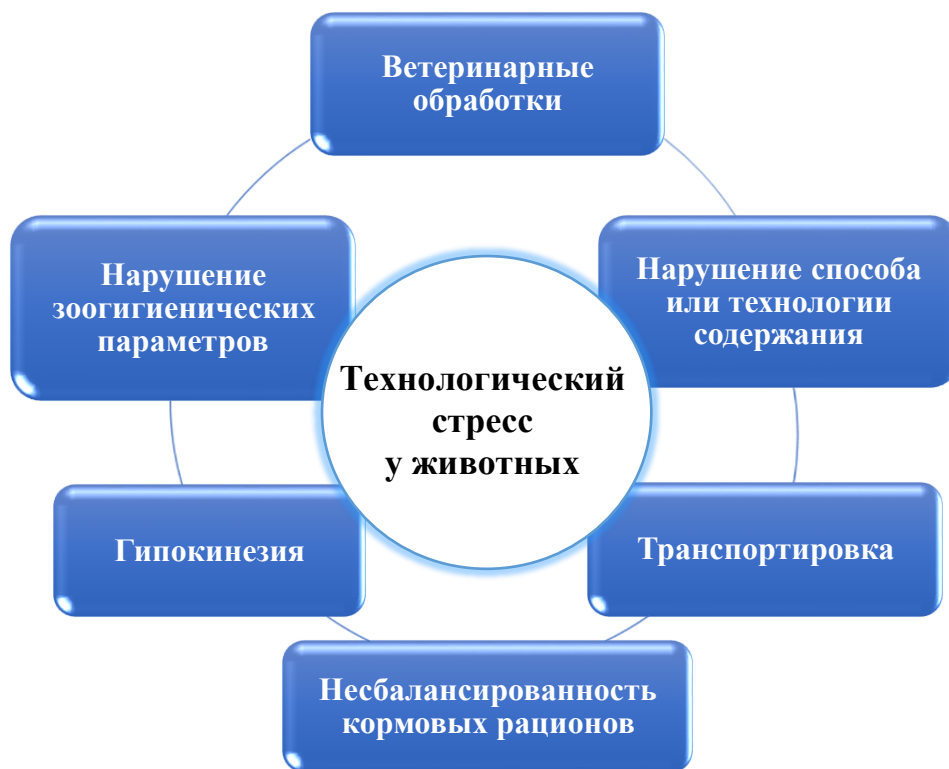 Ветеринарные
обработки
Нарушение
зоогигиенических
параметров
Нарушение способа
или технологии
содержания
Технологический
стресс
у животных
Гипокинезия
Транспортировка
Несбалансированность
кормовых рационов